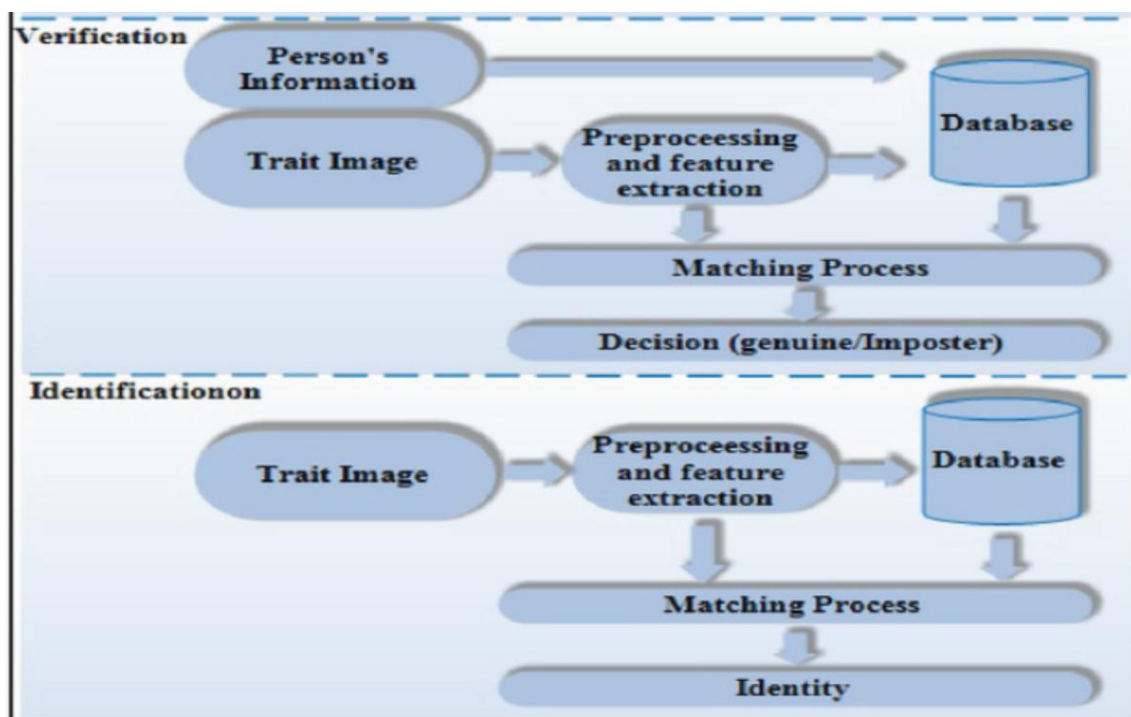 Verification
Person's
Information
Database
Trait Image
Preproceessing
and feature
extraction
Matching Process
Decision (genuine/Imposter)
Identificationon
Trait Image
Preproceessing
and feature
extraction
Database
Matching Process
Identity